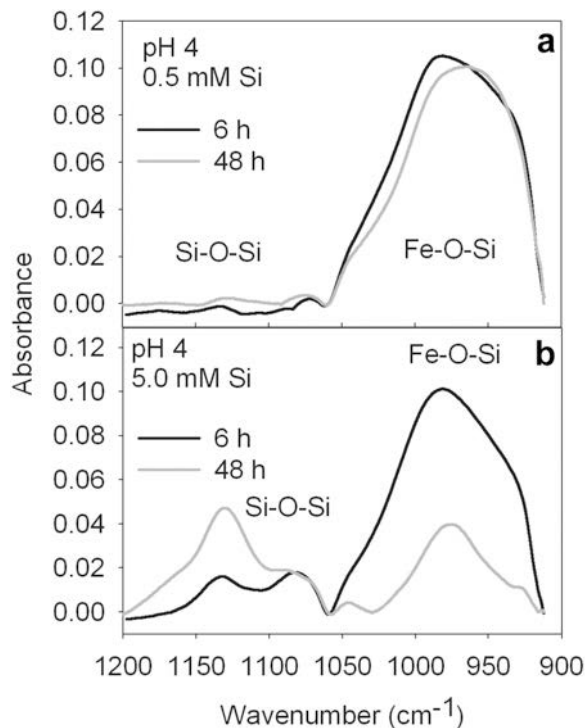 a
pH 4
0.5 mM Si
6 h
48 h
Si-O-Si
Fe-O-Si
0.12
0.10
0.08
0.06
0.04
0.02
0.00
b
pH 4
5.0 mM Si
Fe-O-Si
6 h
48 h
Si-O-Si
0.12
0.10
0.08
0.06
0.04
0.02
0.00
Absorbance
1200 1150 1100 1050 1000 950 900
Wavenumber (cm⁻¹)